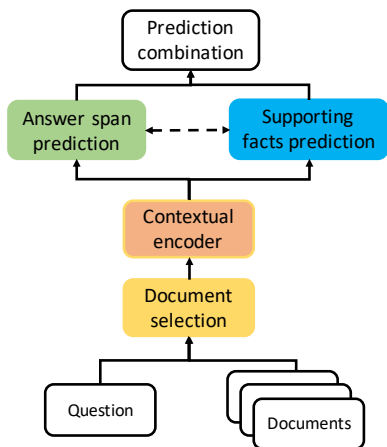 Prediction
combination
Answer span
prediction
Supporting
facts prediction
Contextual
encoder
Document
selection
Question
Documents